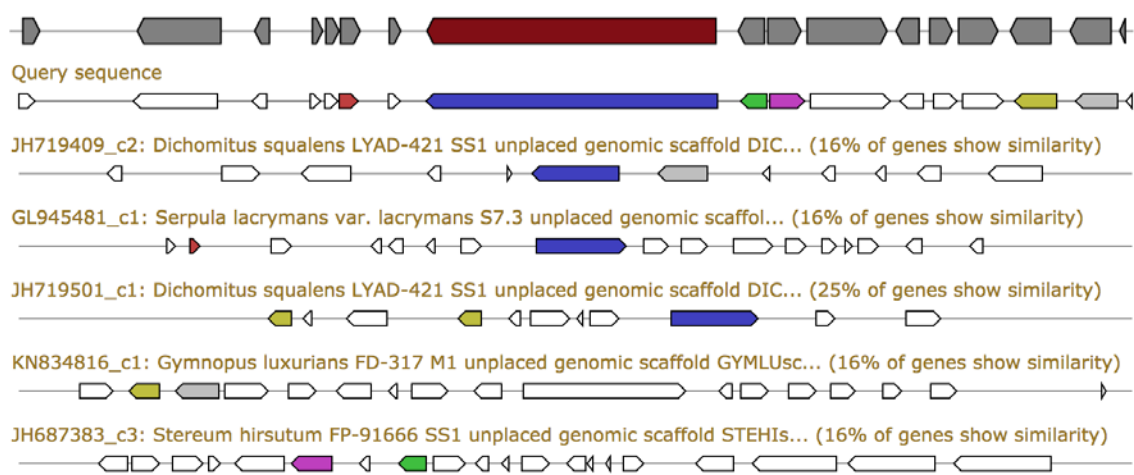 Query sequence
JH719409_c2: Dichomitus squalens LYAD-421 SS1 unplaced genomic scaffold DIC... (16% of genes show similarity)
GL945481_c1: Serpula lacrymans var. lacrymans S7.3 unplaced genomic scaffol... (16% of genes show similarity)
JH719501_c1: Dichomitus squalens LYAD-421 SS1 unplaced genomic scaffold DIC... (25% of genes show similarity)
KN834816_c1: Gymnopus luxurians FD-317 M1 unplaced genomic scaffold GYMLUsc... (16% of genes show similarity)
JH687383_c3: Stereum hirsutum FP-91666 SS1 unplaced genomic scaffold STEHIs... (16% of genes show similarity)